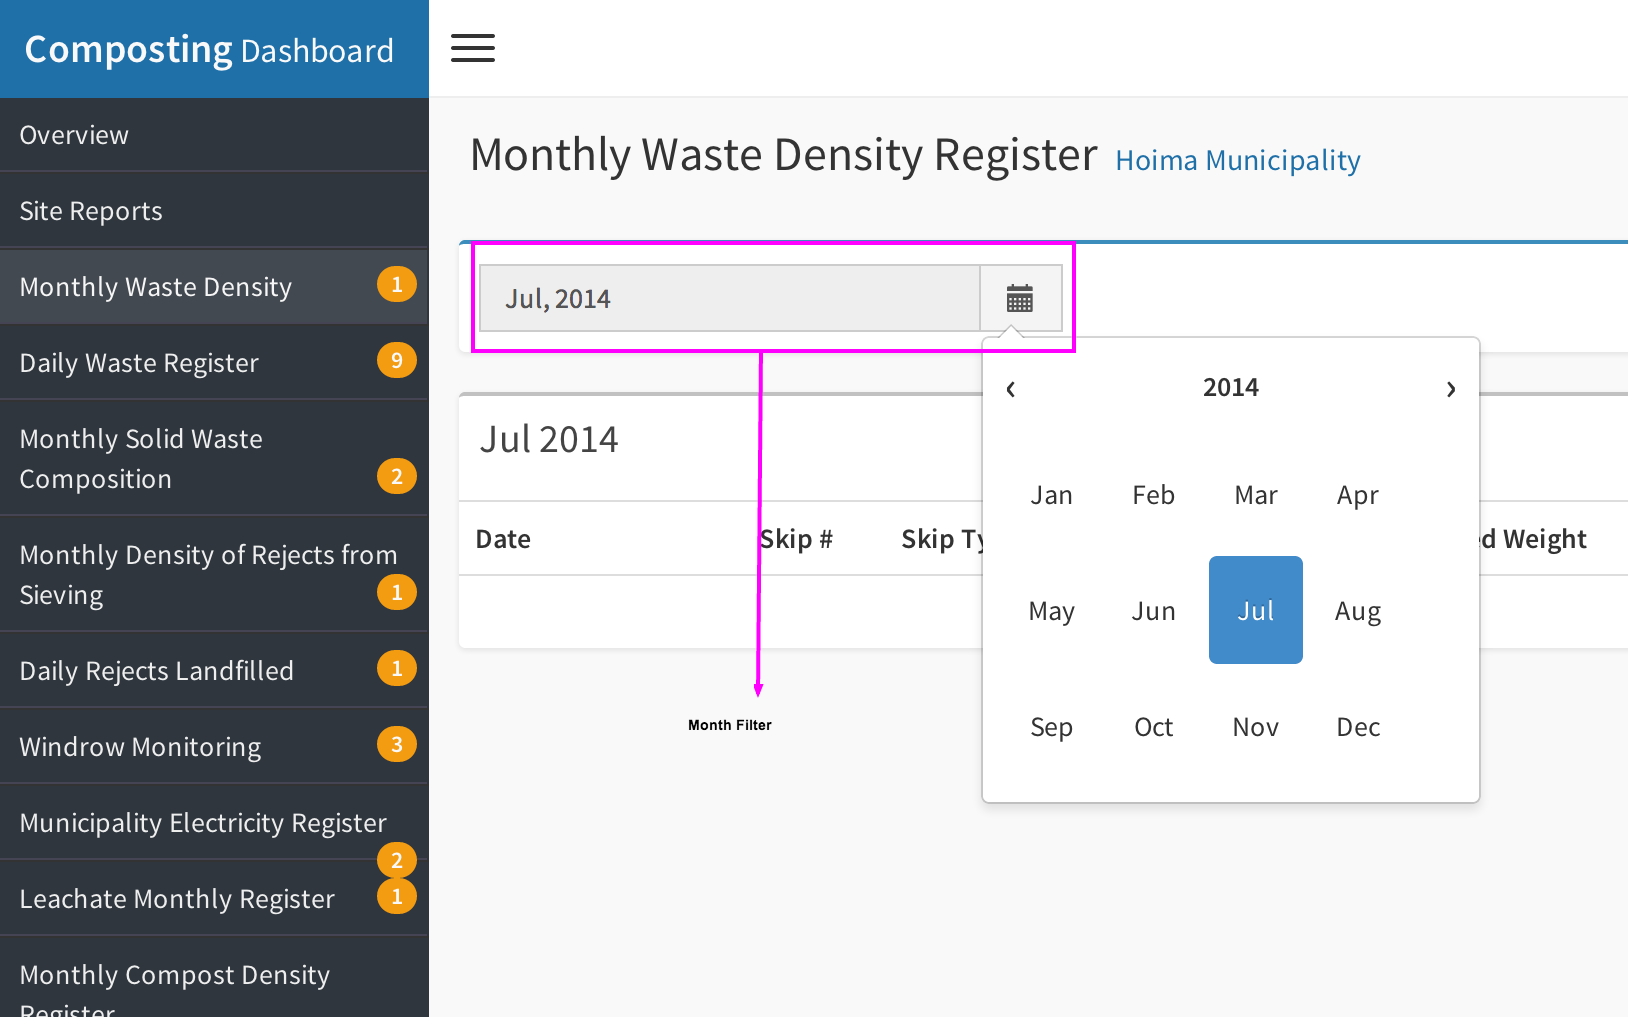 Composting Dashboard
Overview
Site Reports
Monthly Waste Density 1
Daily Waste Register 9
Monthly Solid Waste
Composition 2
Monthly Density of Rejects from
Sieving 1
Daily Rejects Landfilled 1
Windrow Monitoring 3
Municipality Electricity Register
2
Leachate Monthly Register 1
Monthly Compost Density
Register
Monthly Waste Density Register Hoima Municipality
Jul, 2014
‹ 2014 ›
Jan Feb Mar Apr
May Jun Jul Aug
Sep Oct Nov Dec
Jul 2014
Date Skip # Skip Ty d Weight
Month Filter